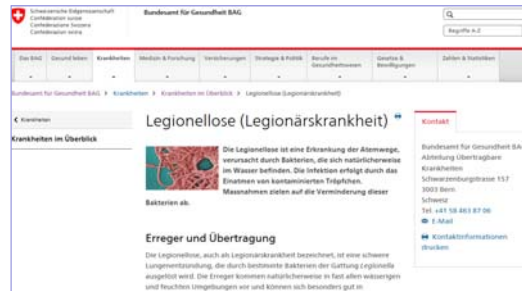 Schweizerische Eidgenossenschaft
Confédération suisse
Confederazione Svizzera
Confederaziun svizra
Bundesamt für Gesundheit BAG
Begriffe A-Z
Das BAG
Gesund leben
Krankheiten
Medizin & Forschung
Versicherungen
Strategie & Politik
Berufe im
Gesundheitswesen
Gesetze &
Bewilligungen
Zahlen & Statistiken
Bundesamt für Gesundheit BAG > Krankheiten > Krankheiten im Überblick > Legionellose (Legionärskrankheit)
< Krankheiten
Krankheiten im Überblick
Legionellose (Legionärskrankheit)
Die Legionellose ist eine Erkrankung der Atemwege,
verursacht durch Bakterien, die sich natürlicherweise
im Wasser befinden. Die Infektion erfolgt durch das
Einatmen von kontaminierten Tröpfchen.
Massnahmen zielen auf die Verminderung dieser
Bakterien ab.
Erreger und Übertragung
Die Legionellose, auch als Legionärskrankheit bezeichnet, ist eine schwere
Lungenentzündung, die durch bestimmte Bakterien der Gattung Legionella
ausgelöst wird. Die Erreger kommen natürlicherweise in fast allen wässerigen
und feuchten Umgebungen vor und können sich besonders gut in
Kontakt
Bundesamt für Gesundheit BA
Abteilung Übertragbare
Krankheiten
Schwarzenburgstrasse 157
3003 Bern
Schweiz
Tel. +41 58 463 87 06
E-Mail
Kontaktinformationen
drucken